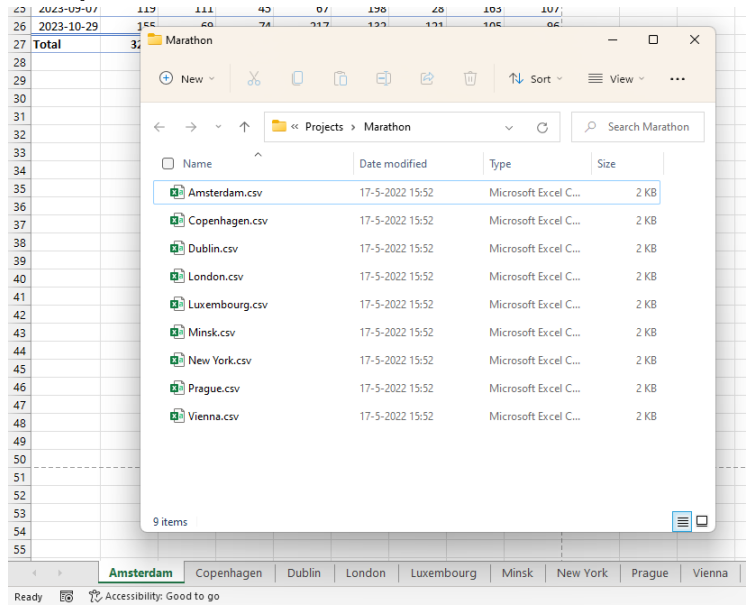 25 2023-09-07 119 111 45 67 198 28 163 107
26 2023-10-29 155 69 74 217 132 121 105 96
27 Total 32
Marathon
28
29
New
Sort
View
30
31
32
Projects
Marathon
Search Marathon
33
34
Name Date modified Type Size
35
Amsterdam.csv 17-5-2022 15:52 Microsoft Excel C... 2 KB
36
37
Copenhagen.csv 17-5-2022 15:52 Microsoft Excel C... 2 KB
38
Dublin.csv 17-5-2022 15:52 Microsoft Excel C... 2 KB
39
40
London.csv 17-5-2022 15:52 Microsoft Excel C... 2 KB
41
Luxembourg.csv 17-5-2022 15:52 Microsoft Excel C... 2 KB
42
43
Minsk.csv 17-5-2022 15:52 Microsoft Excel C... 2 KB
44
New York.csv 17-5-2022 15:52 Microsoft Excel C... 2 KB
45
46
Prague.csv 17-5-2022 15:52 Microsoft Excel C... 2 KB
47
Vienna.csv 17-5-2022 15:52 Microsoft Excel C... 2 KB
48
49
50
51
52
53
9 items
54
55
Amsterdam Copenhagen Dublin London Luxembourg Minsk New York Prague Vienna
Ready Accessibility: Good to go